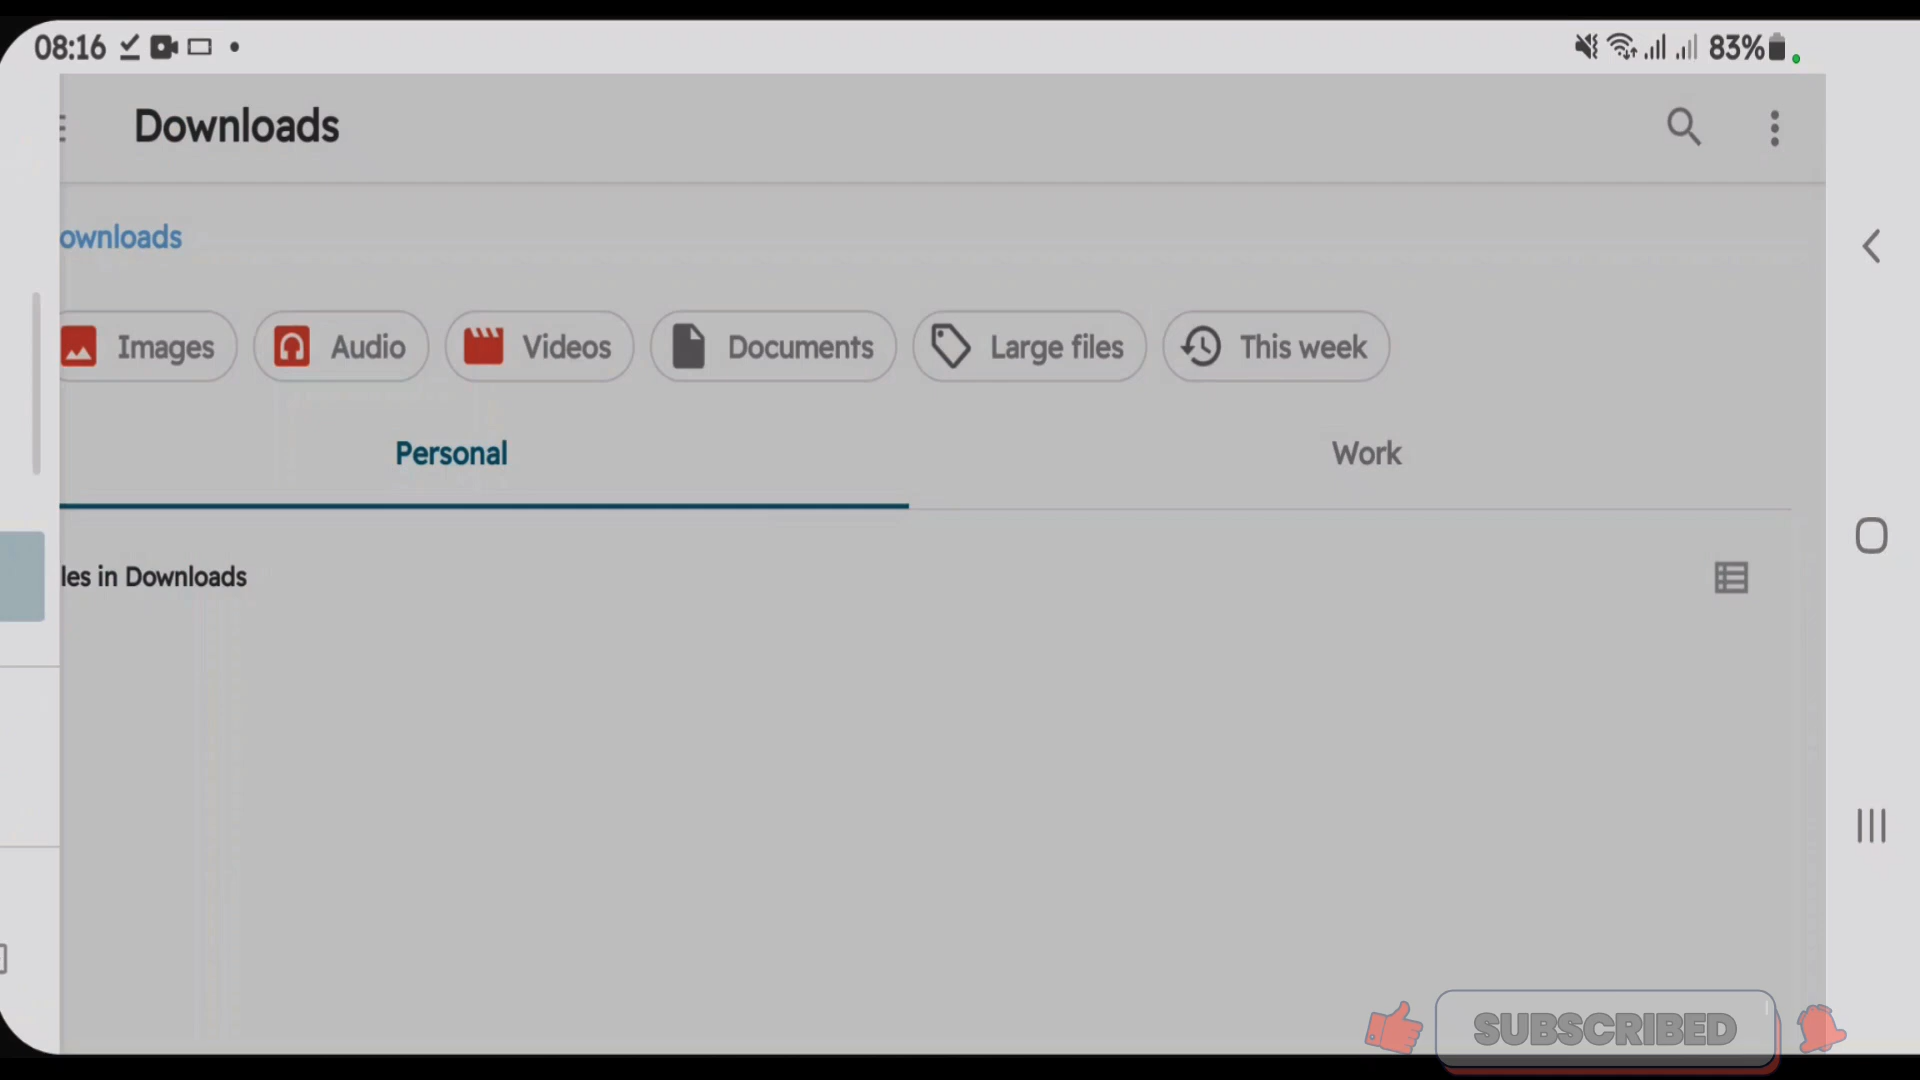 08:16 83%
Downloads
ownloads
Images Audio Videos Documents Large files This week
Personal Work
les in Downloads
SUBSCRIBED